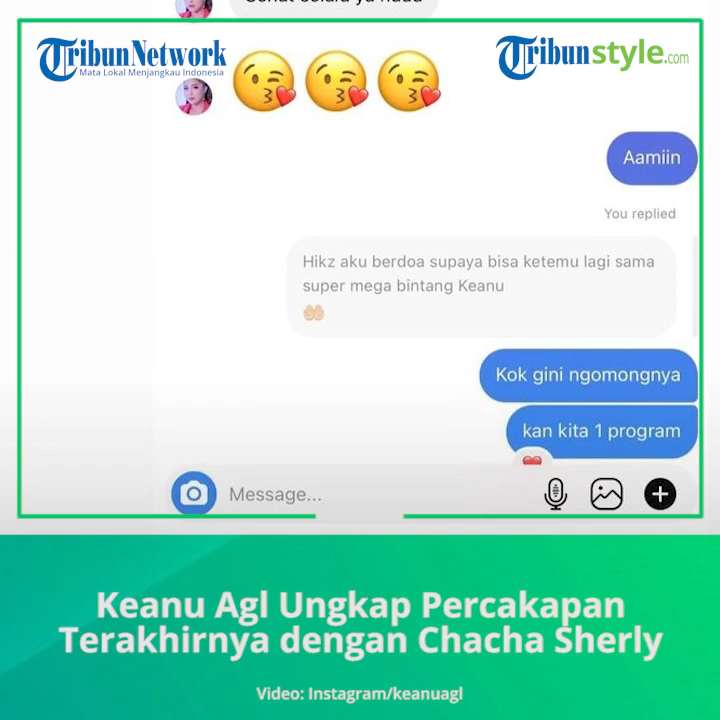 Tribun Network
Mata Lokal Menjangkau Indonesia
Tribunstyle.com
Aamiin
You replied
Hikz aku berdoa supaya bisa ketemu lagi sama
super mega bintang Keanu
Kok gini ngomongnya
kan kita 1 program
Message...
Keanu Agl Ungkap Percakapan
Terakhirnya dengan Chacha Sherly
Video: Instagram/keanuagl